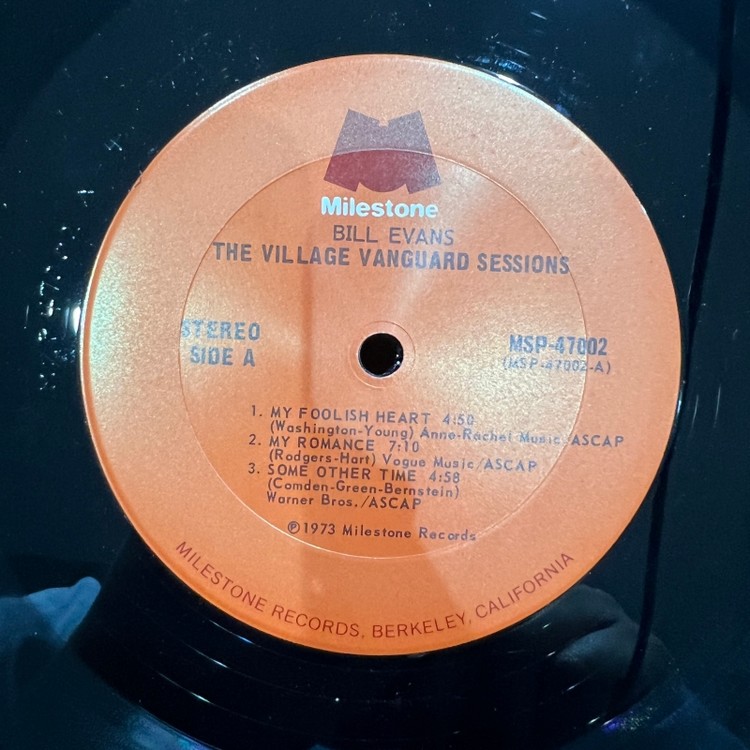 Milestone
BILL EVANS
THE VILLAGE VANGUARD SESSIONS
STEREO
SIDE A
MSP-47002
(MSP-47002-A)
1. MY FOOLISH HEART 4:50
(Washington-Young) Anne-Rachel Music/ASCAP
2. MY ROMANCE 7:10
(Rodgers-Hart) Vogue Music/ASCAP
3. SOME OTHER TIME 4:58
(Comden-Green-Bernstein)
Warner Bros./ASCAP
℗1973 Milestone Records
MILESTONE RECORDS, BERKELEY, CALIFORNIA